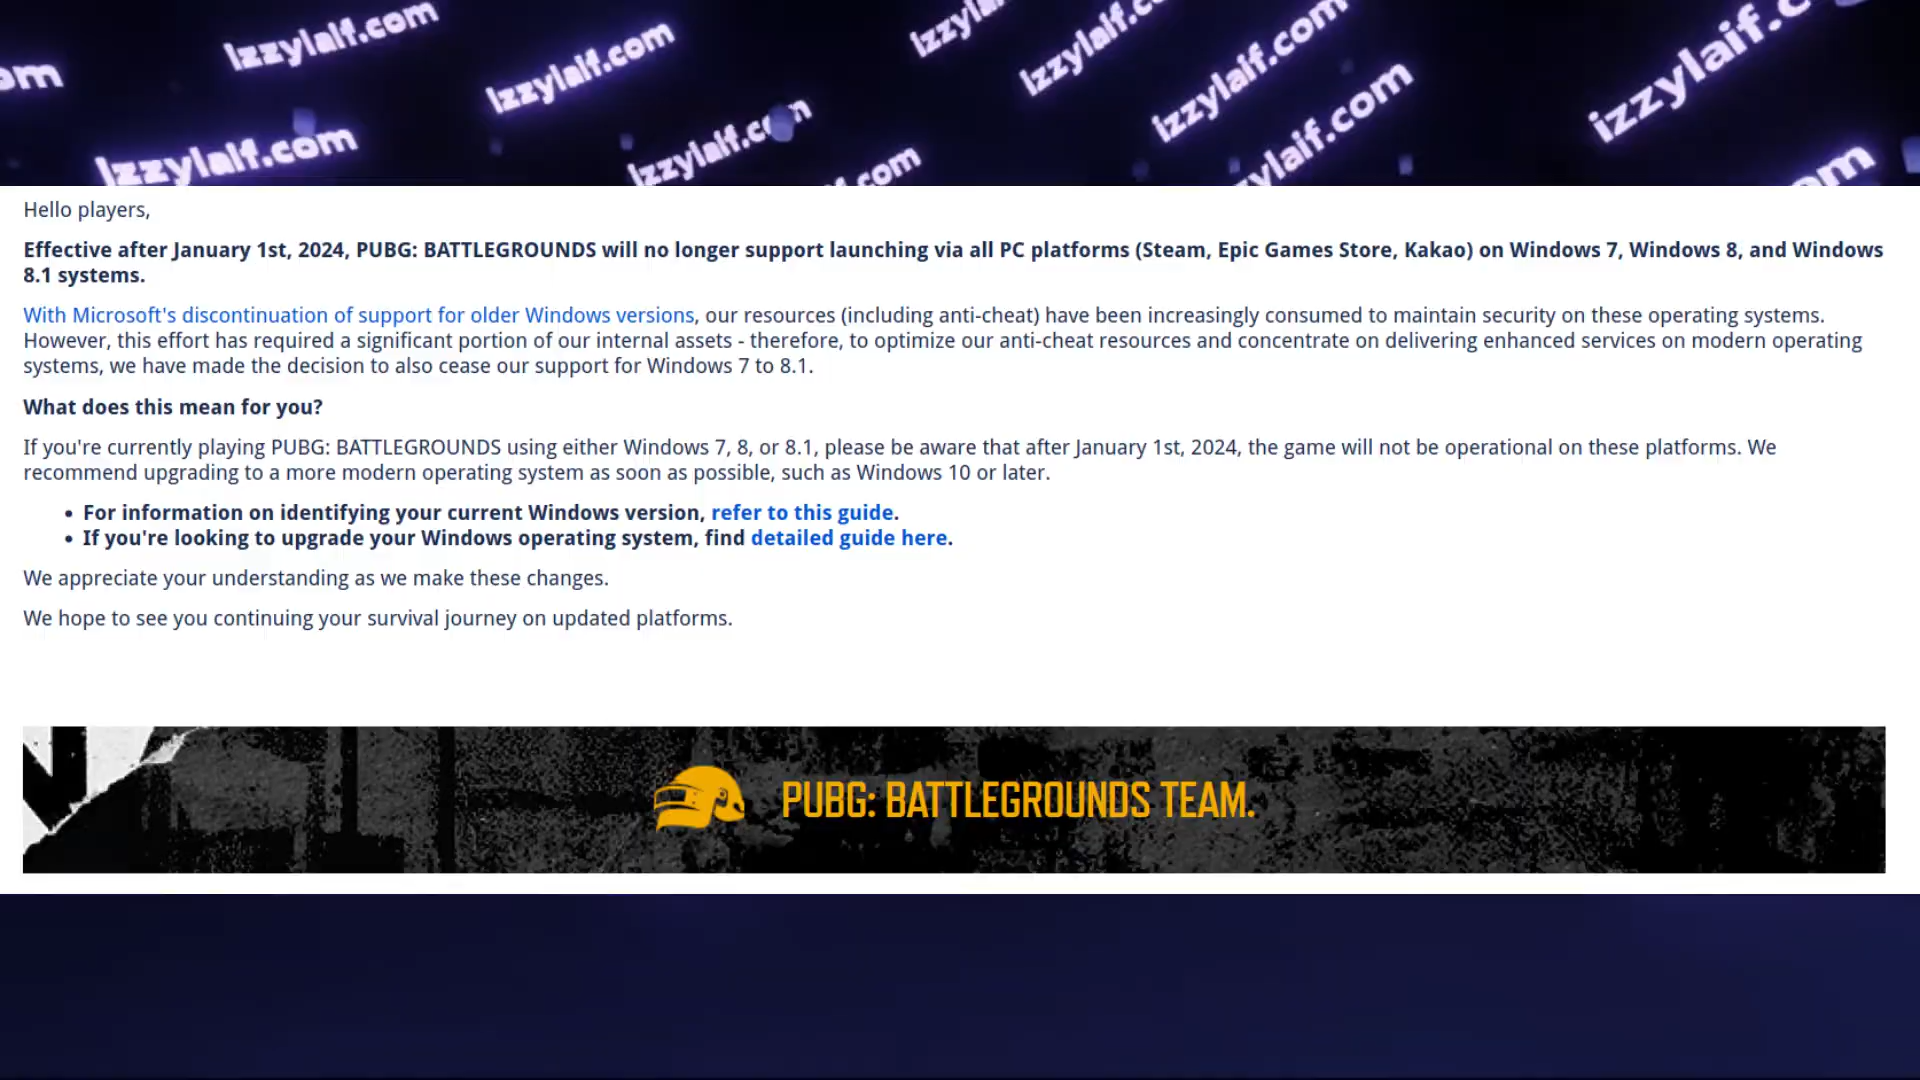 Izzylaif.com
Izzylaif.com
Izzylaif.com
Izzylaif.com
Izzylaif.com
Izzylaif.com
Hello players,
Effective after January 1st, 2024, PUBG: BATTLEGROUNDS will no longer support launching via all PC platforms (Steam, Epic Games Store, Kakao) on Windows 7, Windows 8, and Windows
8.1 systems.
With Microsoft's discontinuation of support for older Windows versions, our resources (including anti-cheat) have been increasingly consumed to maintain security on these operating systems.
However, this effort has required a significant portion of our internal assets - therefore, to optimize our anti-cheat resources and concentrate on delivering enhanced services on modern operating
systems, we have made the decision to also cease our support for Windows 7 to 8.1.
What does this mean for you?
If you're currently playing PUBG: BATTLEGROUNDS using either Windows 7, 8, or 8.1, please be aware that after January 1st, 2024, the game will not be operational on these platforms. We
recommend upgrading to a more modern operating system as soon as possible, such as Windows 10 or later.
• For information on identifying your current Windows version, refer to this guide.
• If you're looking to upgrade your Windows operating system, find detailed guide here.
We appreciate your understanding as we make these changes.
We hope to see you continuing your survival journey on updated platforms.
PUBG: BATTLEGROUNDS TEAM.